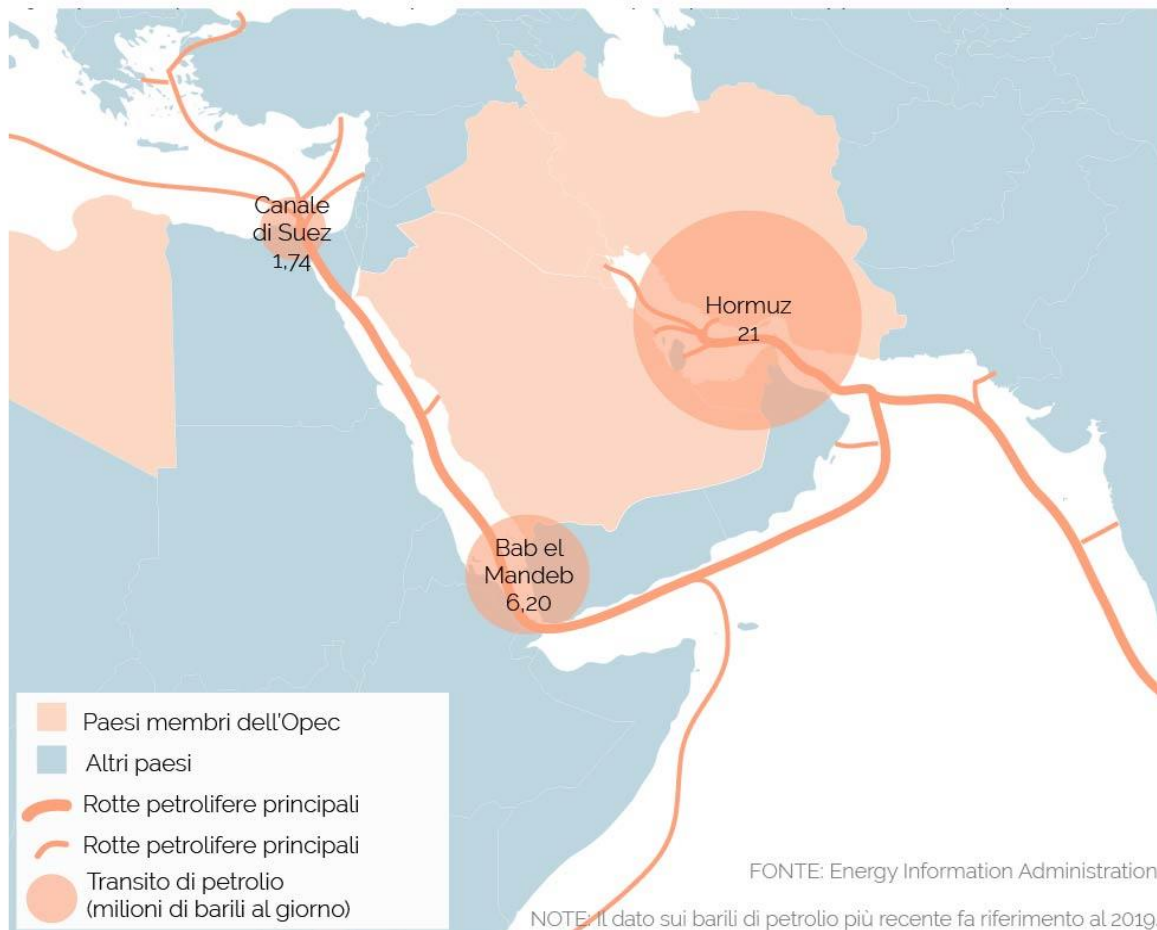 Canale
di Suez
1,74
Hormuz
21
Bab el
Mandeb
6,20
Paesi membri dell'Opec
Altri paesi
Rotte petrolifere principali
Rotte petrolifere principali
Transito di petrolio
(milioni di barili al giorno)
FONTE: Energy Information Administration
NOTE: Il dato sui barili di petrolio più recente fa riferimento al 2019